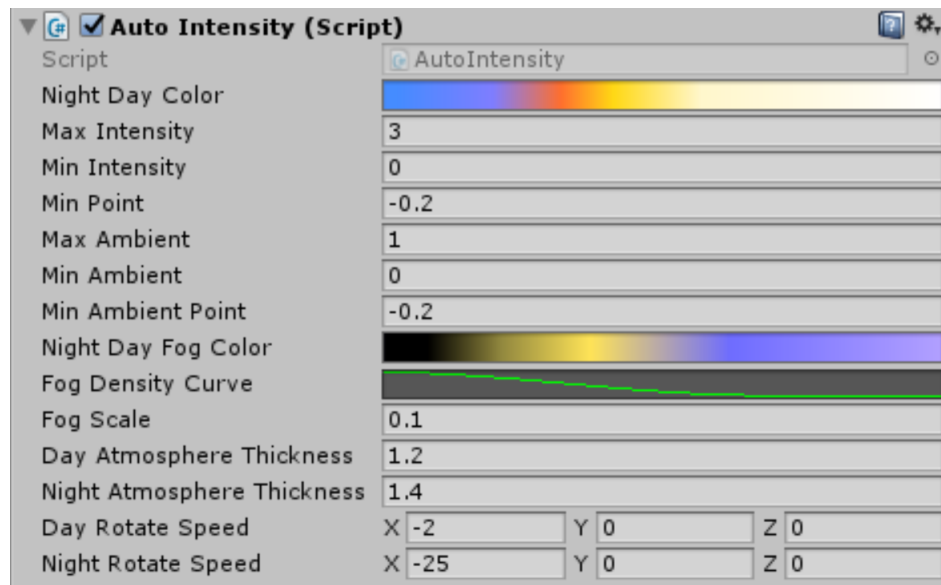 Auto Intensity (Script)
Script AutoIntensity
Night Day Color
Max Intensity 3
Min Intensity 0
Min Point -0.2
Max Ambient 1
Min Ambient 0
Min Ambient Point -0.2
Night Day Fog Color
Fog Density Curve
Fog Scale 0.1
Day Atmosphere Thickness 1.2
Night Atmosphere Thickness 1.4
Day Rotate Speed X -2 Y 0 Z 0
Night Rotate Speed X -25 Y 0 Z 0